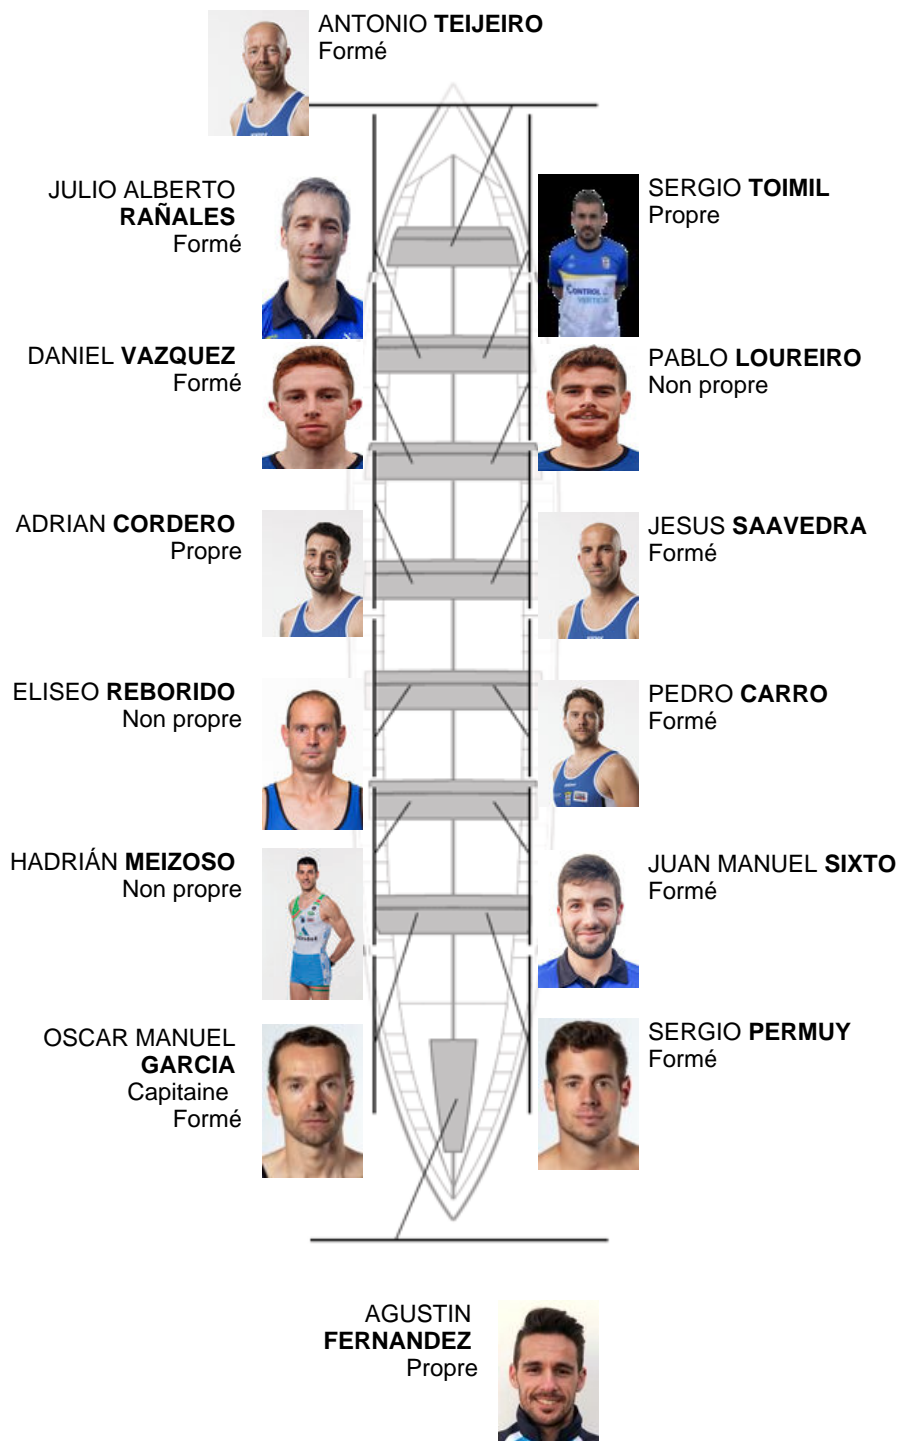 ANTONIO TEIJEIRO
Formé
JULIO ALBERTO
RAÑALES
Formé
SERGIO TOIMIL
Propre
CONTROL
VERTICAL
DANIEL VAZQUEZ
Formé
PABLO LOUREIRO
Non propre
ADRIAN CORDERO
Propre
JESUS SAAVEDRA
Formé
ELISEO REBORIDO
Non propre
PEDRO CARRO
Formé
HADRIÁN MEIZOSO
Non propre
JUAN MANUEL SIXTO
Formé
OSCAR MANUEL
GARCIA
Capitaine
Formé
SERGIO PERMUY
Formé
AGUSTIN
FERNANDEZ
Propre